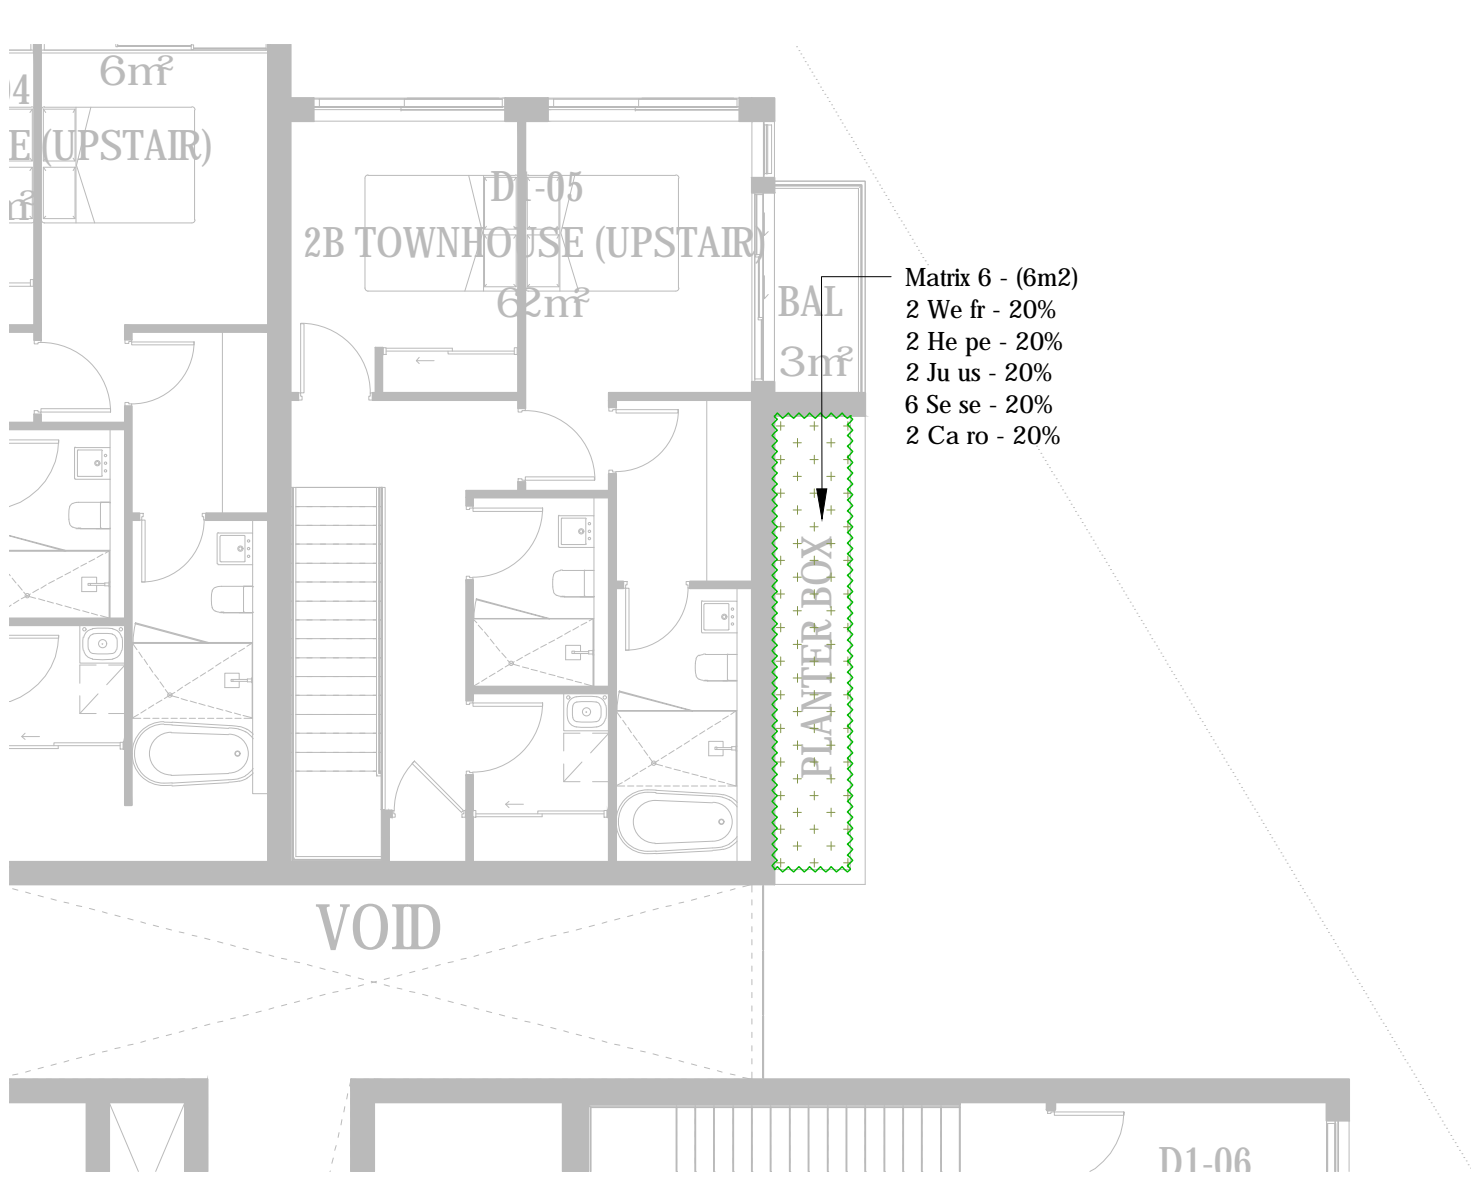 6m²
04
E (UPSTAIR)
m²
D1-05
2B TOWNHOUSE (UPSTAIR)
62m²
BAL
3m²
Matrix 6 - (6m2)
2 We fr - 20%
2 He pe - 20%
2 Ju us - 20%
6 Se se - 20%
2 Ca ro - 20%
PLANTER BOX
VOID
D1-06